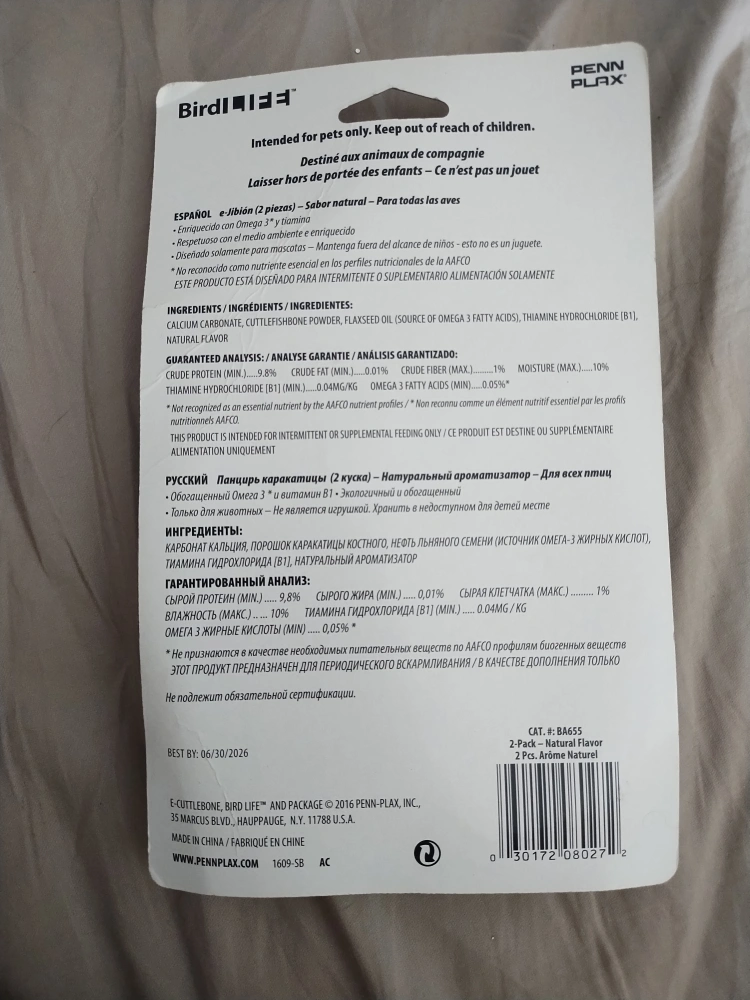 BirdLIFE™
PENN
PLAX®
Intended for pets only. Keep out of reach of children.
Destiné aux animaux de compagnie
Laisser hors de portée des enfants – Ce n'est pas un jouet
ESPAÑOL e-Jibión (2 piezas) – Sabor natural – Para todas las aves
• Enriquecido con Omega 3* y tiamina
• Respetuoso con el medio ambiente e enriquecido
• Diseñado solamente para mascotas – Mantenga fuera del alcance de niños - esto no es un juguete.
* No reconocido como nutriente esencial en los perfiles nutricionales de la AAFCO
ESTE PRODUCTO ESTÁ DISEÑADO PARA INTERMITENTE O SUPLEMENTARIO ALIMENTACIÓN SOLAMENTE
INGREDIENTS / INGRÉDIENTS / INGREDIENTES:
CALCIUM CARBONATE, CUTTLEFISHBONE POWDER, FLAXSEED OIL (SOURCE OF OMEGA 3 FATTY ACIDS), THIAMINE HYDROCHLORIDE [B1],
NATURAL FLAVOR
GUARANTEED ANALYSIS: / ANALYSE GARANTIE / ANÁLISIS GARANTIZADO:
CRUDE PROTEIN (MIN.).....9.8% CRUDE FAT (MIN.).....0.01% CRUDE FIBER (MAX.).......1% MOISTURE (MAX.).....10%
THIAMINE HYDROCHLORIDE [B1] (MIN.).....0.04MG/KG OMEGA 3 FATTY ACIDS (MIN).....0.05%*
* Not recognized as an essential nutrient by the AAFCO nutrient profiles / * Non reconnu comme un élément nutritif essentiel par les profils
nutritionnels AAFCO.
THIS PRODUCT IS INTENDED FOR INTERMITTENT OR SUPPLEMENTAL FEEDING ONLY / CE PRODUIT EST DESTINE OU SUPPLÉMENTAIRE
ALIMENTATION UNIQUEMENT
РУССКИЙ Панцирь каракатицы (2 куска) – Натуральный ароматизатор – Для всех птиц
• Обогащенный Омега 3 * и витамин B1 • Экологичный и обогащенный
• Только для животных – Не является игрушкой. Хранить в недоступном для детей месте
ИНГРЕДИЕНТЫ:
КАРБОНАТ КАЛЬЦИЯ, ПОРОШОК КАРАКАТИЦЫ КОСТНОГО, НЕФТЬ ЛЬНЯНОГО СЕМЕНИ (ИСТОЧНИК ОМЕГА-3 ЖИРНЫХ КИСЛОТ),
ТИАМИНА ГИДРОХЛОРИДА [B1], НАТУРАЛЬНЫЙ АРОМАТИЗАТОР
ГАРАНТИРОВАННЫЙ АНАЛИЗ:
СЫРОЙ ПРОТЕИН (MIN.) ..... 9,8% СЫРОГО ЖИРА (MIN.) ..... 0,01% СЫРАЯ КЛЕТЧАТКА (МАКС.) ......... 1%
ВЛАЖНОСТЬ (МАКС.) .. ... 10% ТИАМИНА ГИДРОХЛОРИДА [B1] (MIN.) ..... 0.04MG / KG
ОМЕГА 3 ЖИРНЫЕ КИСЛОТЫ (MIN) ..... 0,05% *
* Не признаются в качестве необходимых питательных веществ по AAFCO профилям биогенных веществ
ЭТОТ ПРОДУКТ ПРЕДНАЗНАЧЕН ДЛЯ ПЕРИОДИЧЕСКОГО ВСКАРМЛИВАНИЯ / В КАЧЕСТВЕ ДОПОЛНЕНИЯ ТОЛЬКО
Не подлежит обязательной сертификации.
BEST BY: 06/30/2026
CAT. #: BA655
2-Pack – Natural Flavor
2 Pcs. Arôme Naturel
E-CUTTLEBONE, BIRD LIFE™ AND PACKAGE © 2016 PENN-PLAX, INC.,
35 MARCUS BLVD., HAUPPAUGE, N.Y. 11788 U.S.A.
MADE IN CHINA / FABRIQUÉ EN CHINE
WWW.PENNPLAX.COM 1609-SB AC
0 30172 08027 2